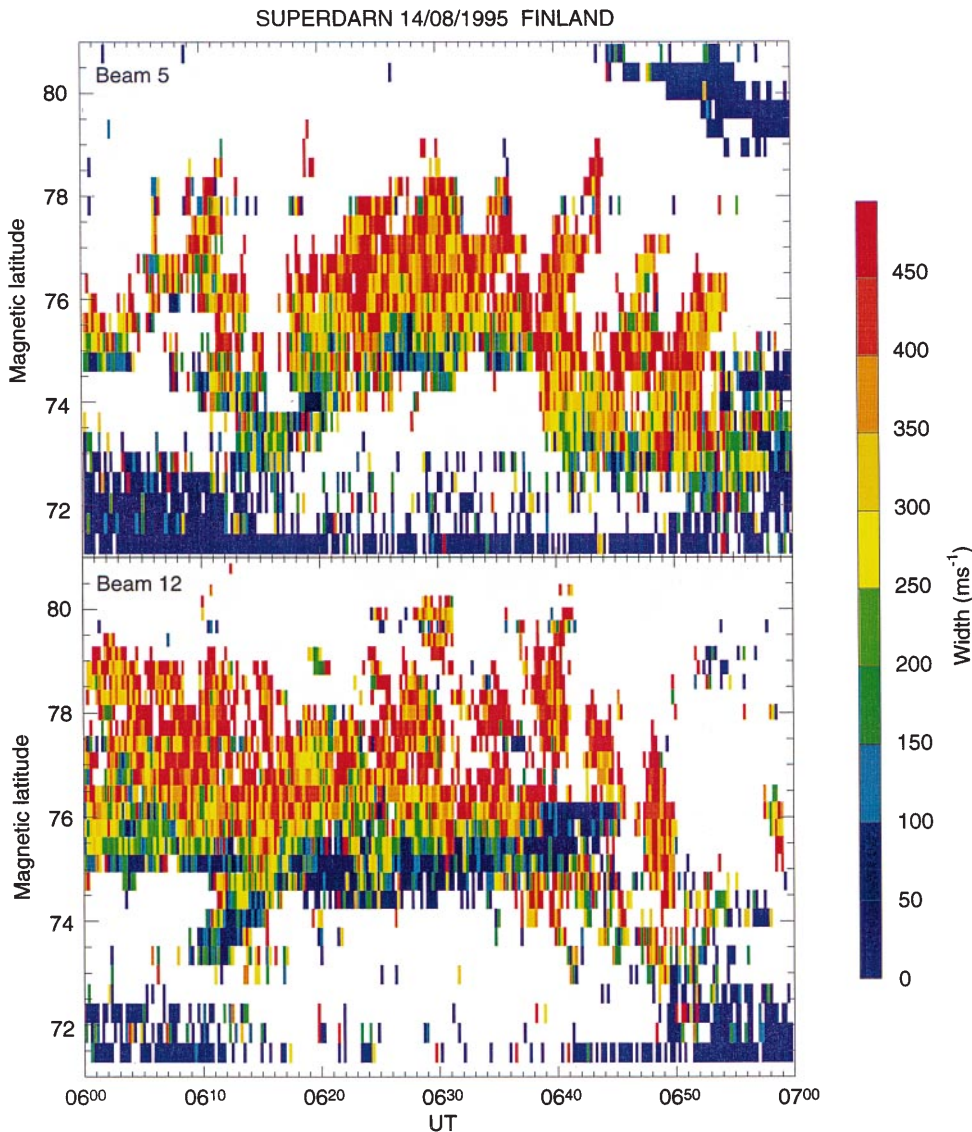 SUPERDARN 14/08/1995 FINLAND
Beam 5
80
78
76
74
72
Magnetic latitude
Beam 12
80
78
76
74
72
Magnetic latitude
06⁰⁰ 06¹⁰ 06²⁰ 06³⁰ 06⁴⁰ 06⁵⁰ 07⁰⁰
UT
450
400
350
300
250
200
150
100
50
0
Width (ms⁻¹)